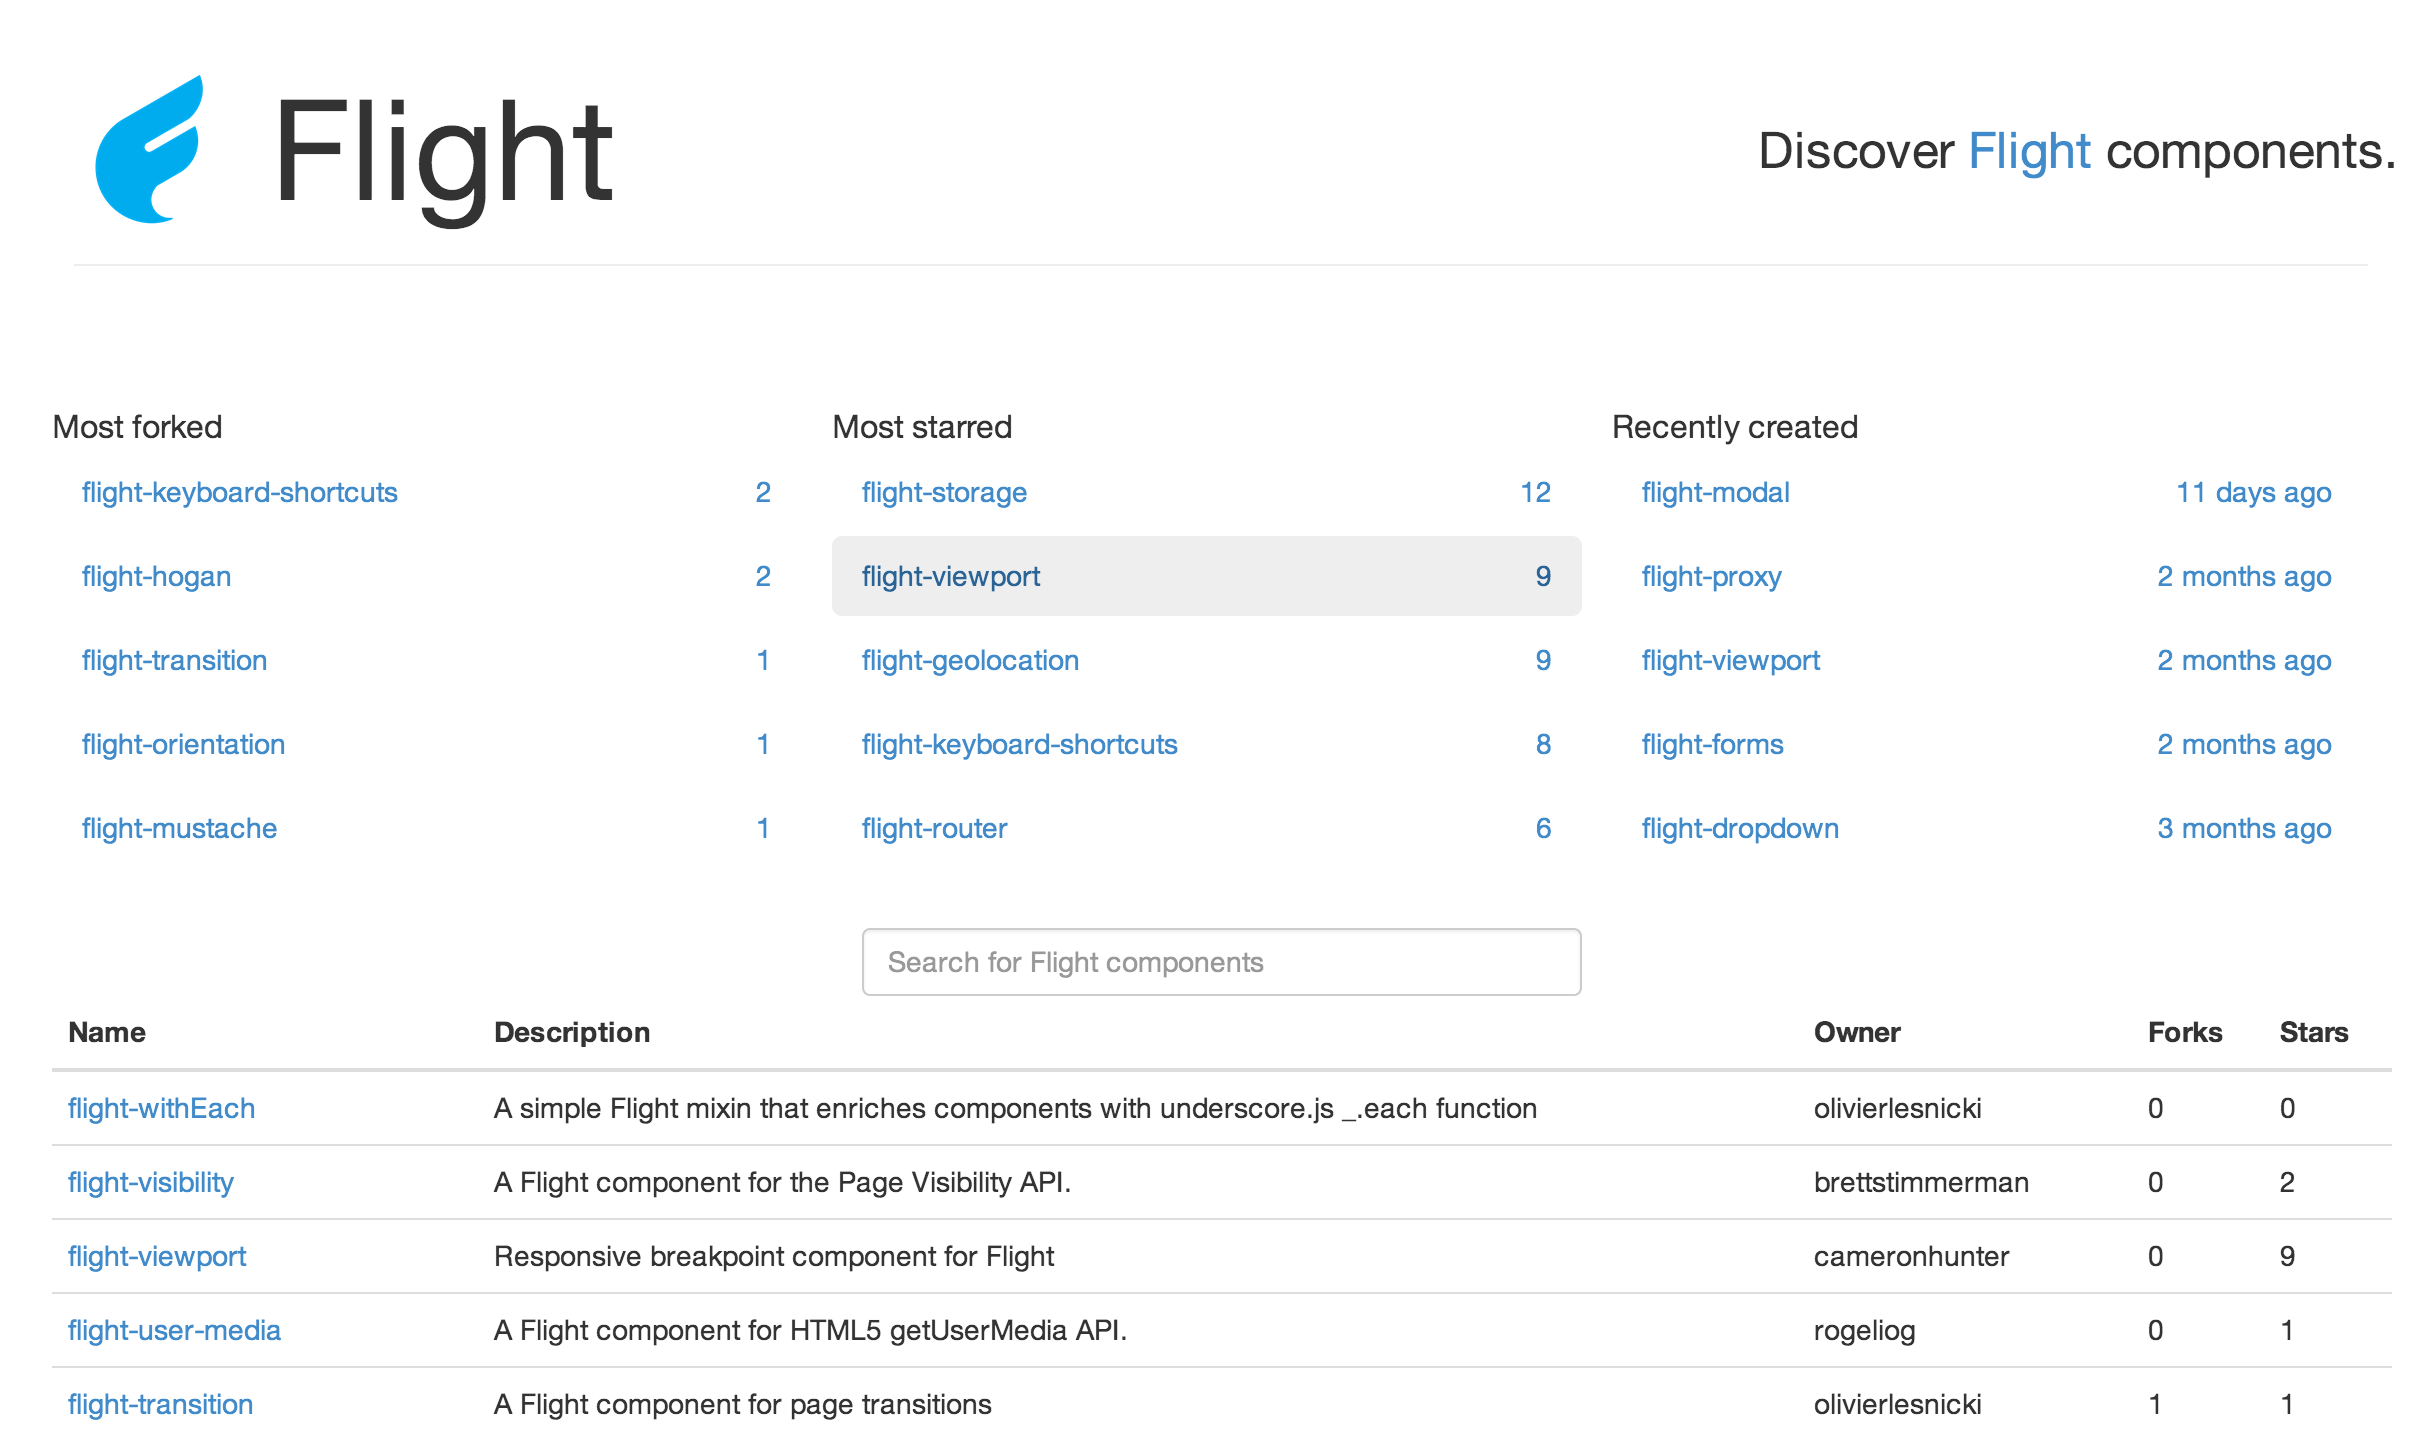 Flight
Discover Flight components.
Most forked
flight-keyboard-shortcuts 2
flight-hogan 2
flight-transition 1
flight-orientation 1
flight-mustache 1
Most starred
flight-storage 12
flight-viewport 9
flight-geolocation 9
flight-keyboard-shortcuts 8
flight-router 6
Recently created
flight-modal 11 days ago
flight-proxy 2 months ago
flight-viewport 2 months ago
flight-forms 2 months ago
flight-dropdown 3 months ago
Search for Flight components
Name Description Owner Forks Stars
flight-withEach A simple Flight mixin that enriches components with underscore.js _.each function olivierlesnicki 0 0
flight-visibility A Flight component for the Page Visibility API. brettstimmerman 0 2
flight-viewport Responsive breakpoint component for Flight cameronhunter 0 9
flight-user-media A Flight component for HTML5 getUserMedia API. rogeliog 0 1
flight-transition A Flight component for page transitions olivierlesnicki 1 1